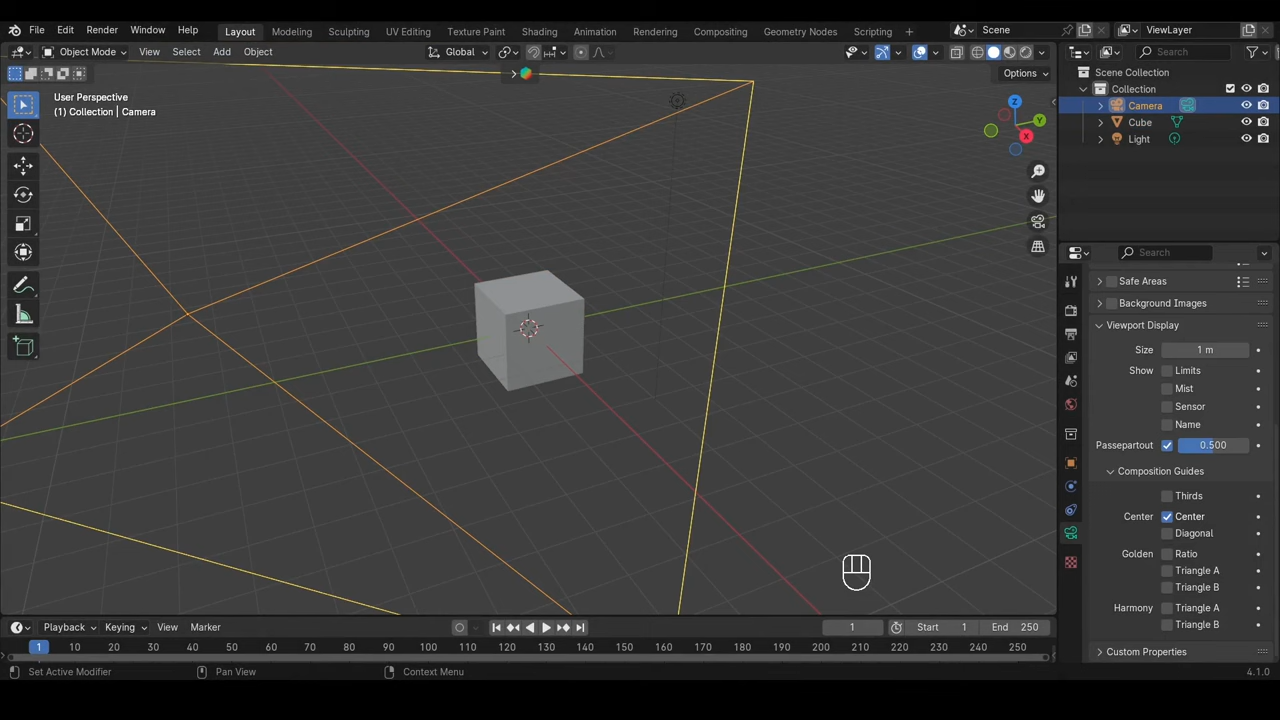 File Edit Render Window Help Layout Modeling Sculpting UV Editing Texture Paint Shading Animation Rendering Compositing Geometry Nodes Scripting + Scene ViewLayer
Object Mode View Select Add Object Global Search
Options
User Perspective
(1) Collection | Camera
Z
Y
X
Scene Collection
Collection
Camera
Cube
Light
Search
Safe Areas
Background Images
Viewport Display
Size 1 m
Show Limits
Mist
Sensor
Name
Passepartout 0.500
Composition Guides
Thirds
Center Center
Diagonal
Golden Ratio
Triangle A
Triangle B
Harmony Triangle A
Triangle B
Custom Properties
Playback Keying View Marker 1 Start 1 End 250
1 10 20 30 40 50 60 70 80 90 100 110 120 130 140 150 160 170 180 190 200 210 220 230 240 250
Set Active Modifier Pan View Context Menu 4.1.0